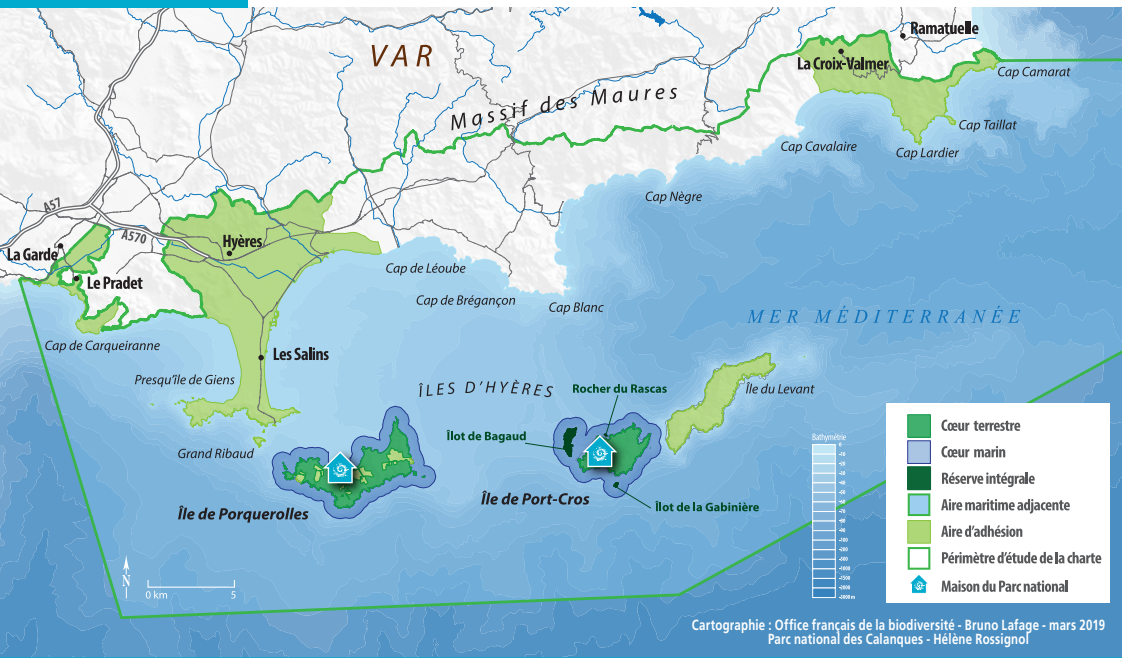 VAR
Massif des Maures
Ramatuelle
La Croix-Valmer
Cap Camarat
Cap Taillat
Cap Lardier
Cap Cavalaire
Cap Nègre
A57
A570
La Garde
Hyères
Le Pradet
Cap de Léoube
Cap de Brégançon
Cap Blanc
MER MÉDITERRANÉE
Cap de Carqueiranne
Les Salins
Presqu'île de Giens
ÎLES D'HYÈRES
Rocher du Rascas
Île du Levant
Îlot de Bagaud
Grand Ribaud
Île de Port-Cros
Îlot de la Gabinière
Île de Porquerolles
Bathymétrie
N
0 km 5
Cœur terrestre
Cœur marin
Réserve intégrale
Aire maritime adjacente
Aire d'adhésion
Périmètre d'étude de la charte
Maison du Parc national
Cartographie : Office français de la biodiversité - Bruno Lafage - mars 2019
Parc national des Calanques - Hélène Rossignol